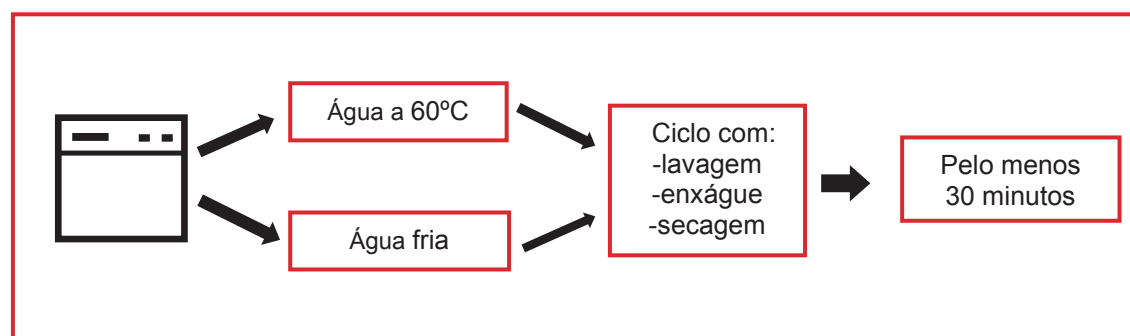 Água a 60ºC
Água fria
Ciclo com:
-lavagem
-enxágue
-secagem
Pelo menos
30 minutos